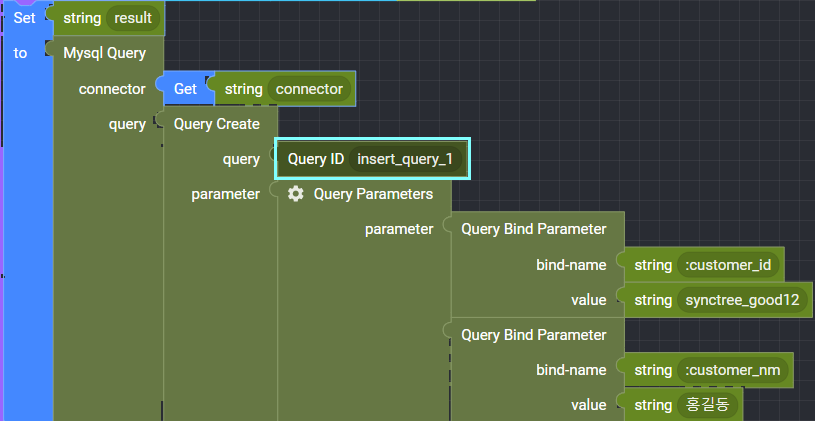 Set string result
to Mysql Query
connector Get string connector
query Query Create
query Query ID insert_query_1
parameter Query Parameters
parameter Query Bind Parameter
bind-name string :customer_id
value string synctree_good12
Query Bind Parameter
bind-name string :customer_nm
value string 홍길동